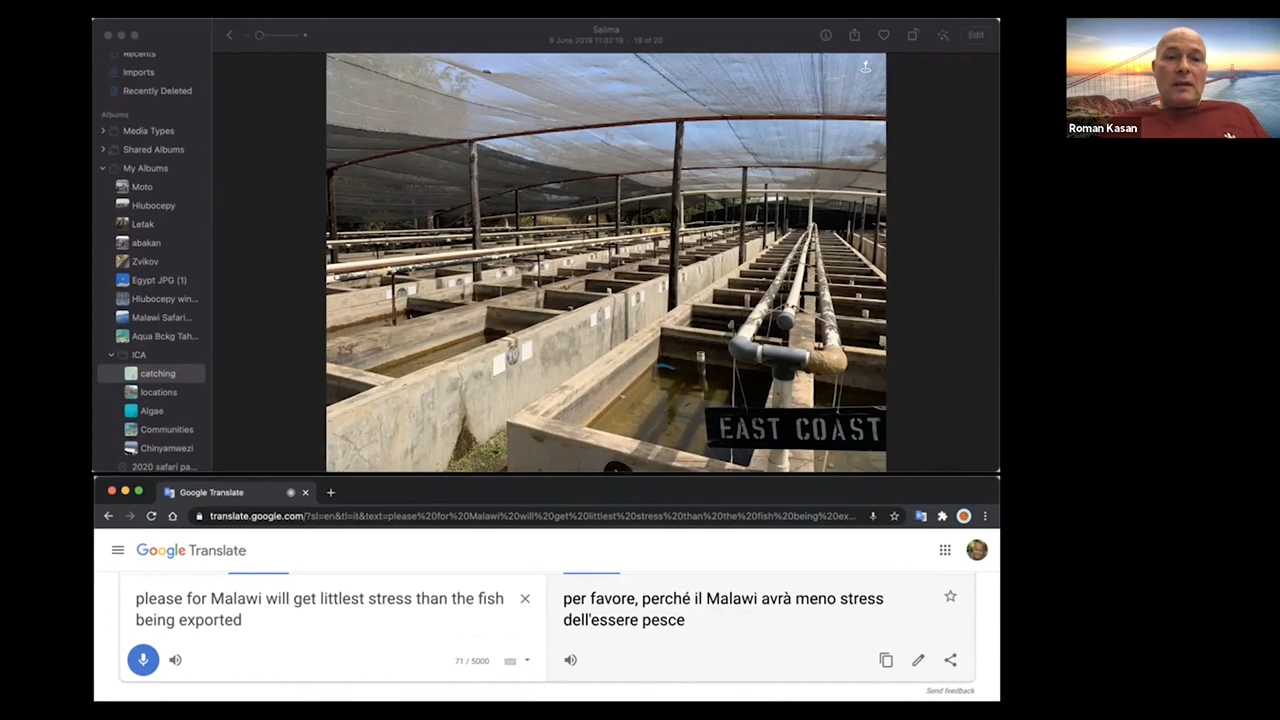 Salima
8 June 2019 11:02:19 - 19 of 20
Edit
Recents
Imports
Recently Deleted
Albums
Media Types
Shared Albums
My Albums
Moto
Hlubocepy
Letak
abakan
Zvikov
Egypt JPG (1)
Hlubocepy win...
Malawi Safari...
Aqua Bckg Tah...
ICA
catching
locations
Algae
Communities
Chinyamwezi
2020 safari pa...
EAST COAST
Roman Kasan
Google Translate
translate.google.com/?sl=en&tl=it&text=please%20for%20Malawi%20will%20get%20littlest%20stress%20than%20the%20fish%20being%20ex...
Google Translate
please for Malawi will get littlest stress than the fish
being exported
71 / 5000
per favore, perché il Malawi avrà meno stress
dell'essere pesce
Send feedback